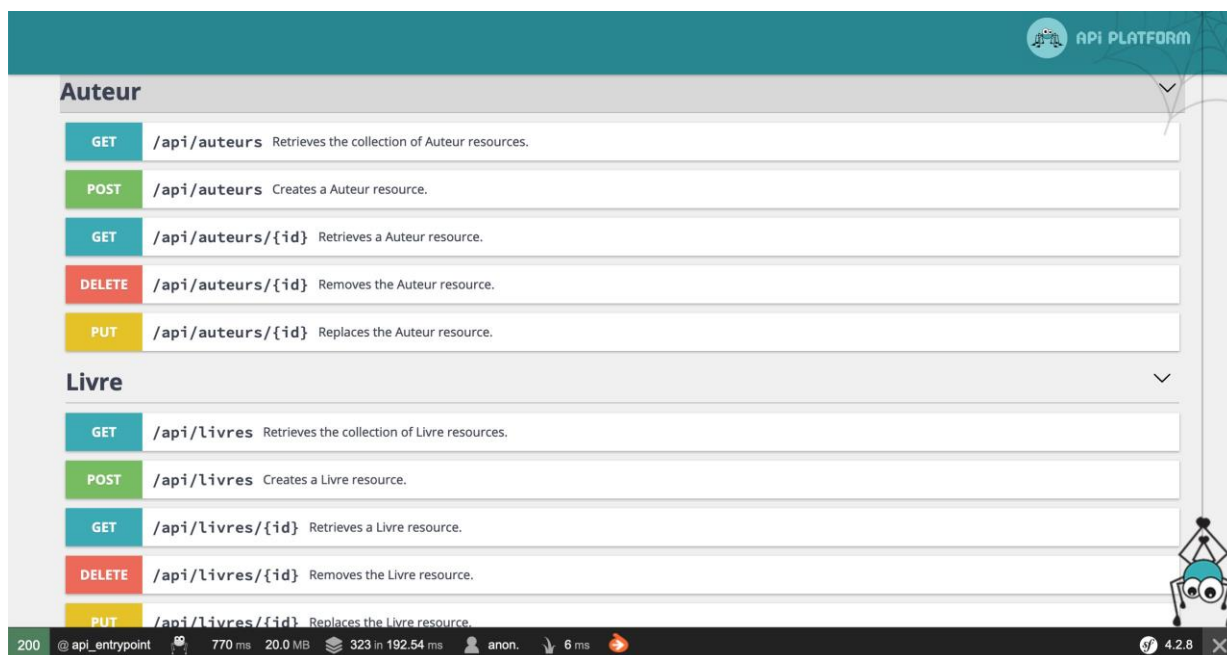 API PLATFORM
Auteur
GET /api/auteurs Retrieves the collection of Auteur resources.
POST /api/auteurs Creates a Auteur resource.
GET /api/auteurs/{id} Retrieves a Auteur resource.
DELETE /api/auteurs/{id} Removes the Auteur resource.
PUT /api/auteurs/{id} Replaces the Auteur resource.
Livre
GET /api/livres Retrieves the collection of Livre resources.
POST /api/livres Creates a Livre resource.
GET /api/livres/{id} Retrieves a Livre resource.
DELETE /api/livres/{id} Removes the Livre resource.
PUT /api/livres/{id} Replaces the Livre resource.
200 @ api_entrypoint 770 ms 20.0 MB 323 in 192.54 ms anon. 6 ms sf 4.2.8 X